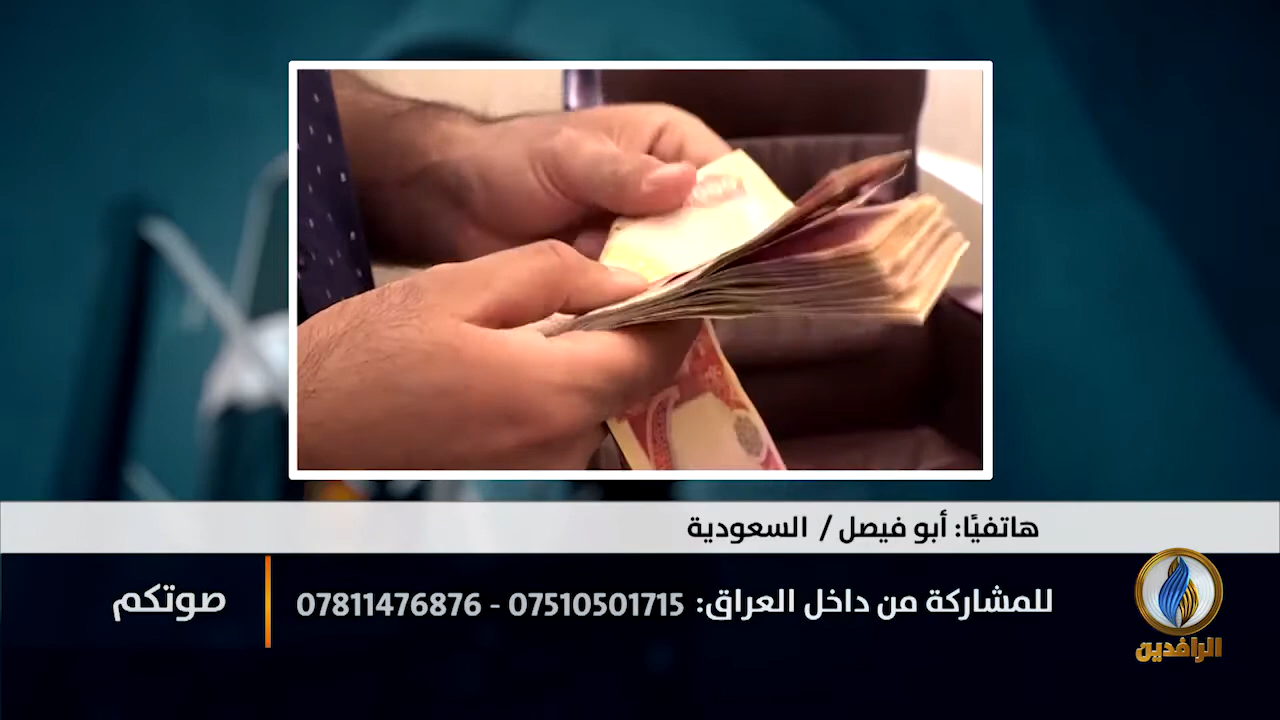 هاتفيًا: أبو فيصل / السعودية
للمشاركة من داخل العراق: 07510501715 - 07811476876
صوتكم
الرافدين